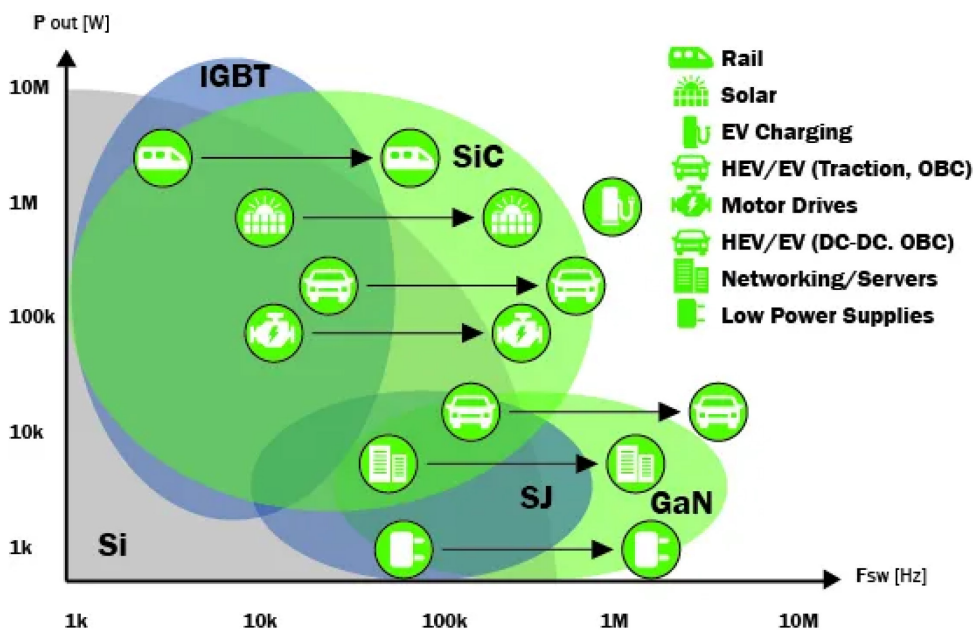 P out [W]
10M
1M
100k
10k
1k
IGBT
SiC
SJ
GaN
Si
Rail
Solar
EV Charging
HEV/EV (Traction, OBC)
Motor Drives
HEV/EV (DC-DC. OBC)
Networking/Servers
Low Power Supplies
Fsw [Hz]
1k 10k 100k 1M 10M